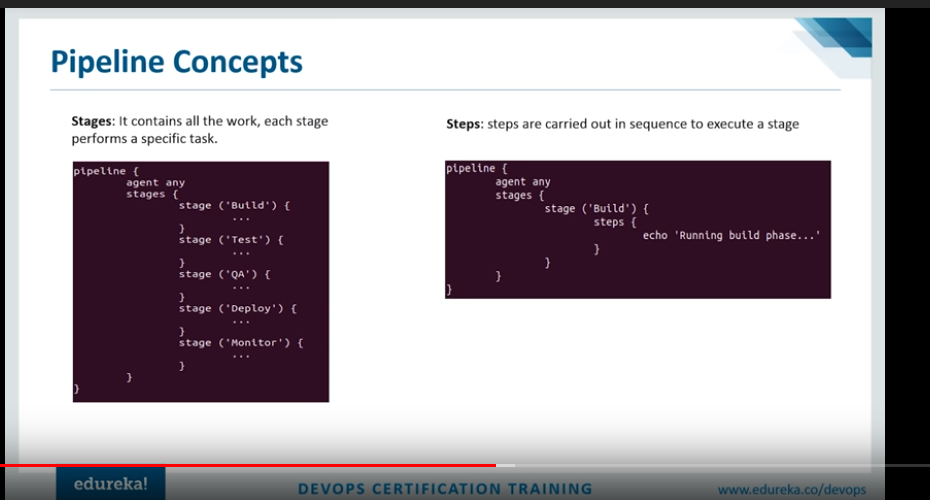 Pipeline Concepts
Stages: It contains all the work, each stage
performs a specific task.
pipeline {
agent any
stages {
stage ('Build') {
...
}
stage ('Test') {
...
}
stage ('QA') {
...
}
stage ('Deploy') {
...
}
stage ('Monitor') {
...
}
}
}
Steps: steps are carried out in sequence to execute a stage
pipeline {
agent any
stages {
stage ('Build') {
steps {
echo 'Running build phase...'
}
}
}
}
edureka!
DEVOPS CERTIFICATION TRAINING
www.edureka.co/devops